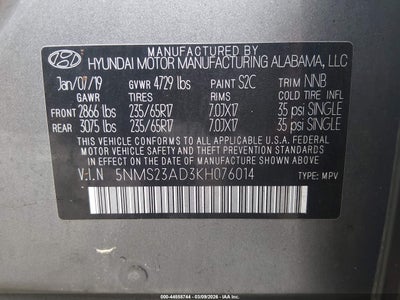 MANUFACTURED BY
HYUNDAI MOTOR MANUFACTURING ALABAMA, LLC
Jan/07/19 GVWR 4729 lbs PAINT S2C TRIM NNB
GAWR TIRES RIMS COLD TIRE INFL
FRONT 2866 lbs 235/65R17 7.0JX17 35 psi SINGLE
REAR 3075 lbs 235/65R17 7.0JX17 35 psi SINGLE
THIS VEHICLE CONFORMS TO ALL APPLICABLE U.S. FEDERAL
MOTOR VEHICLE SAFETY AND THEFT PREVENTION STANDARDS
IN EFFECT ON THE DATE OF MANUFACTURE SHOWN ABOVE.
V.I.N 5NMS23AD3KH076014 TYPE: MPV
000-44658744 - 03/09/2026 - IAAI.COM